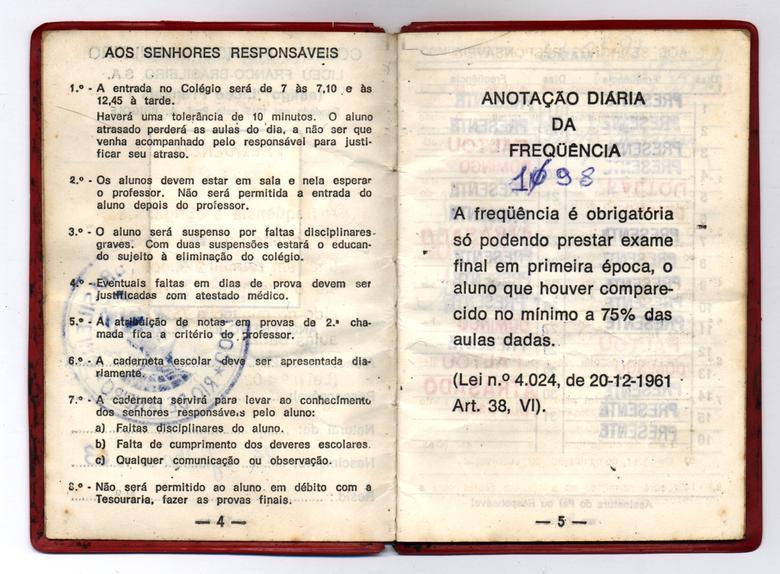 AOS SENHORES RESPONSÁVEIS
1.º - A entrada no Colégio será de 7 às 7,10 e às
12,45 à tarde.
Haverá uma tolerância de 10 minutos. O aluno
atrasado perderá as aulas do dia, a não ser que
venha acompanhado pelo responsável para justi-
ficar seu atraso.
2.º - Os alunos devem estar em sala e nela esperar
o professor. Não será permitida a entrada do
aluno depois do professor.
3.º - O aluno será suspenso por faltas disciplinares
graves. Com duas suspensões estará o educan-
do sujeito à eliminação do colégio.
4.º - Eventuais faltas em dias de prova devem ser
justificadas com atestado médico.
5.º - A atribuição de notas em provas de 2.ª cha-
mada fica a critério do professor.
6.º - A caderneta escolar deve ser apresentada dia-
riamente.
7.º - A caderneta servirá para levar ao conhecimento
dos senhores responsáveis pelo aluno:
a) Faltas disciplinares do aluno.
b) Falta de cumprimento dos deveres escolares.
c) Qualquer comunicação ou observação.
8.º - Não será permitido ao aluno em débito com a
Tesouraria, fazer as provas finais.
— 4 —
ANOTAÇÃO DIÁRIA
DA
FREQÜÊNCIA
1098
A freqüência é obrigatória
só podendo prestar exame
final em primeira época, o
aluno que houver compare-
cido no mínimo a 75% das
aulas dadas.
(Lei n.º 4.024, de 20-12-1961
Art. 38, VI).
— 5 —